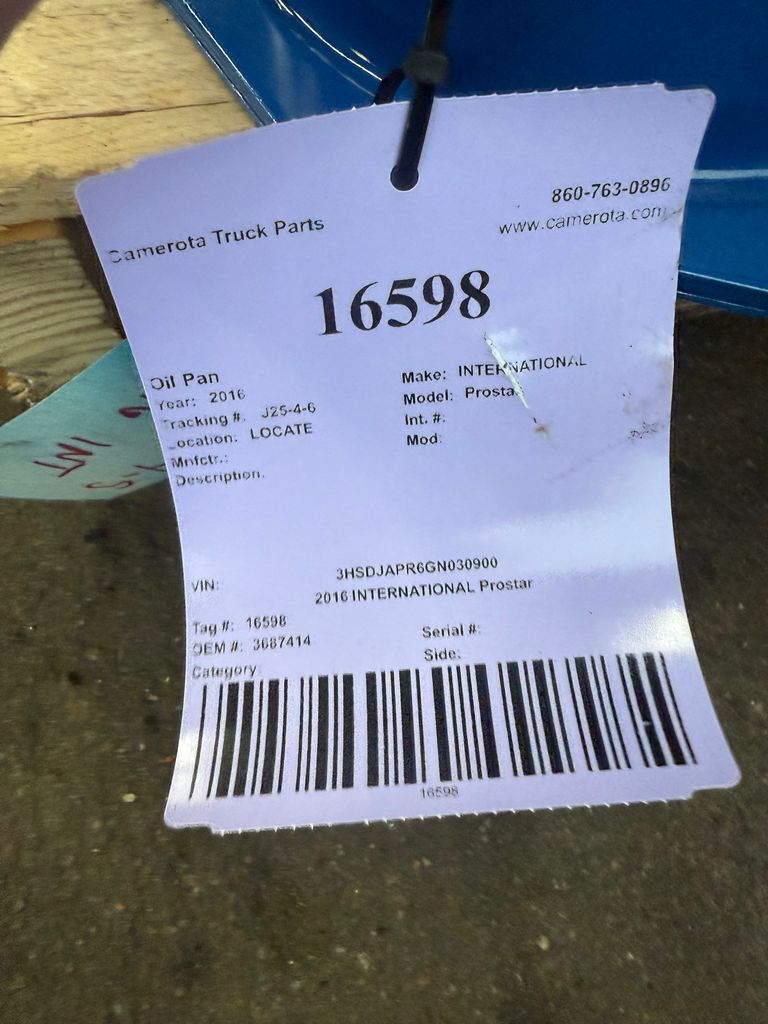 Camerota Truck Parts
860-763-0896
www.camerota.com
16598
Oil Pan
Year: 2016
Tracking #: J25-4-6
Location: LOCATE
Mnfctr.:
Description:
Make: INTERNATIONAL
Model: Prostar
Int. #:
Mod:
VIN: 3HSDJAPR6GN030900
2016 INTERNATIONAL Prostar
Tag #: 16598
OEM #: 3687414
Category:
Serial #:
Side:
16598
INT